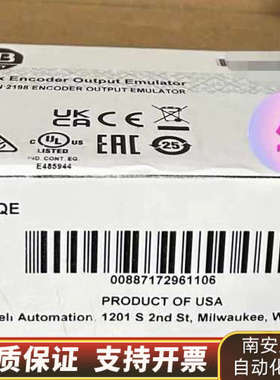 x Encoder Output Emulator
2198 ENCODER OUTPUT EMULATOR
UK
CA
CE
c UL US
LISTED
IND. CONT. EQ.
E485944
EAC
25
QE
00887172961106
PRODUCT OF USA
ell Automation, 1201 S 2nd St, Milwaukee, W
质保证 支持
南安
自动化